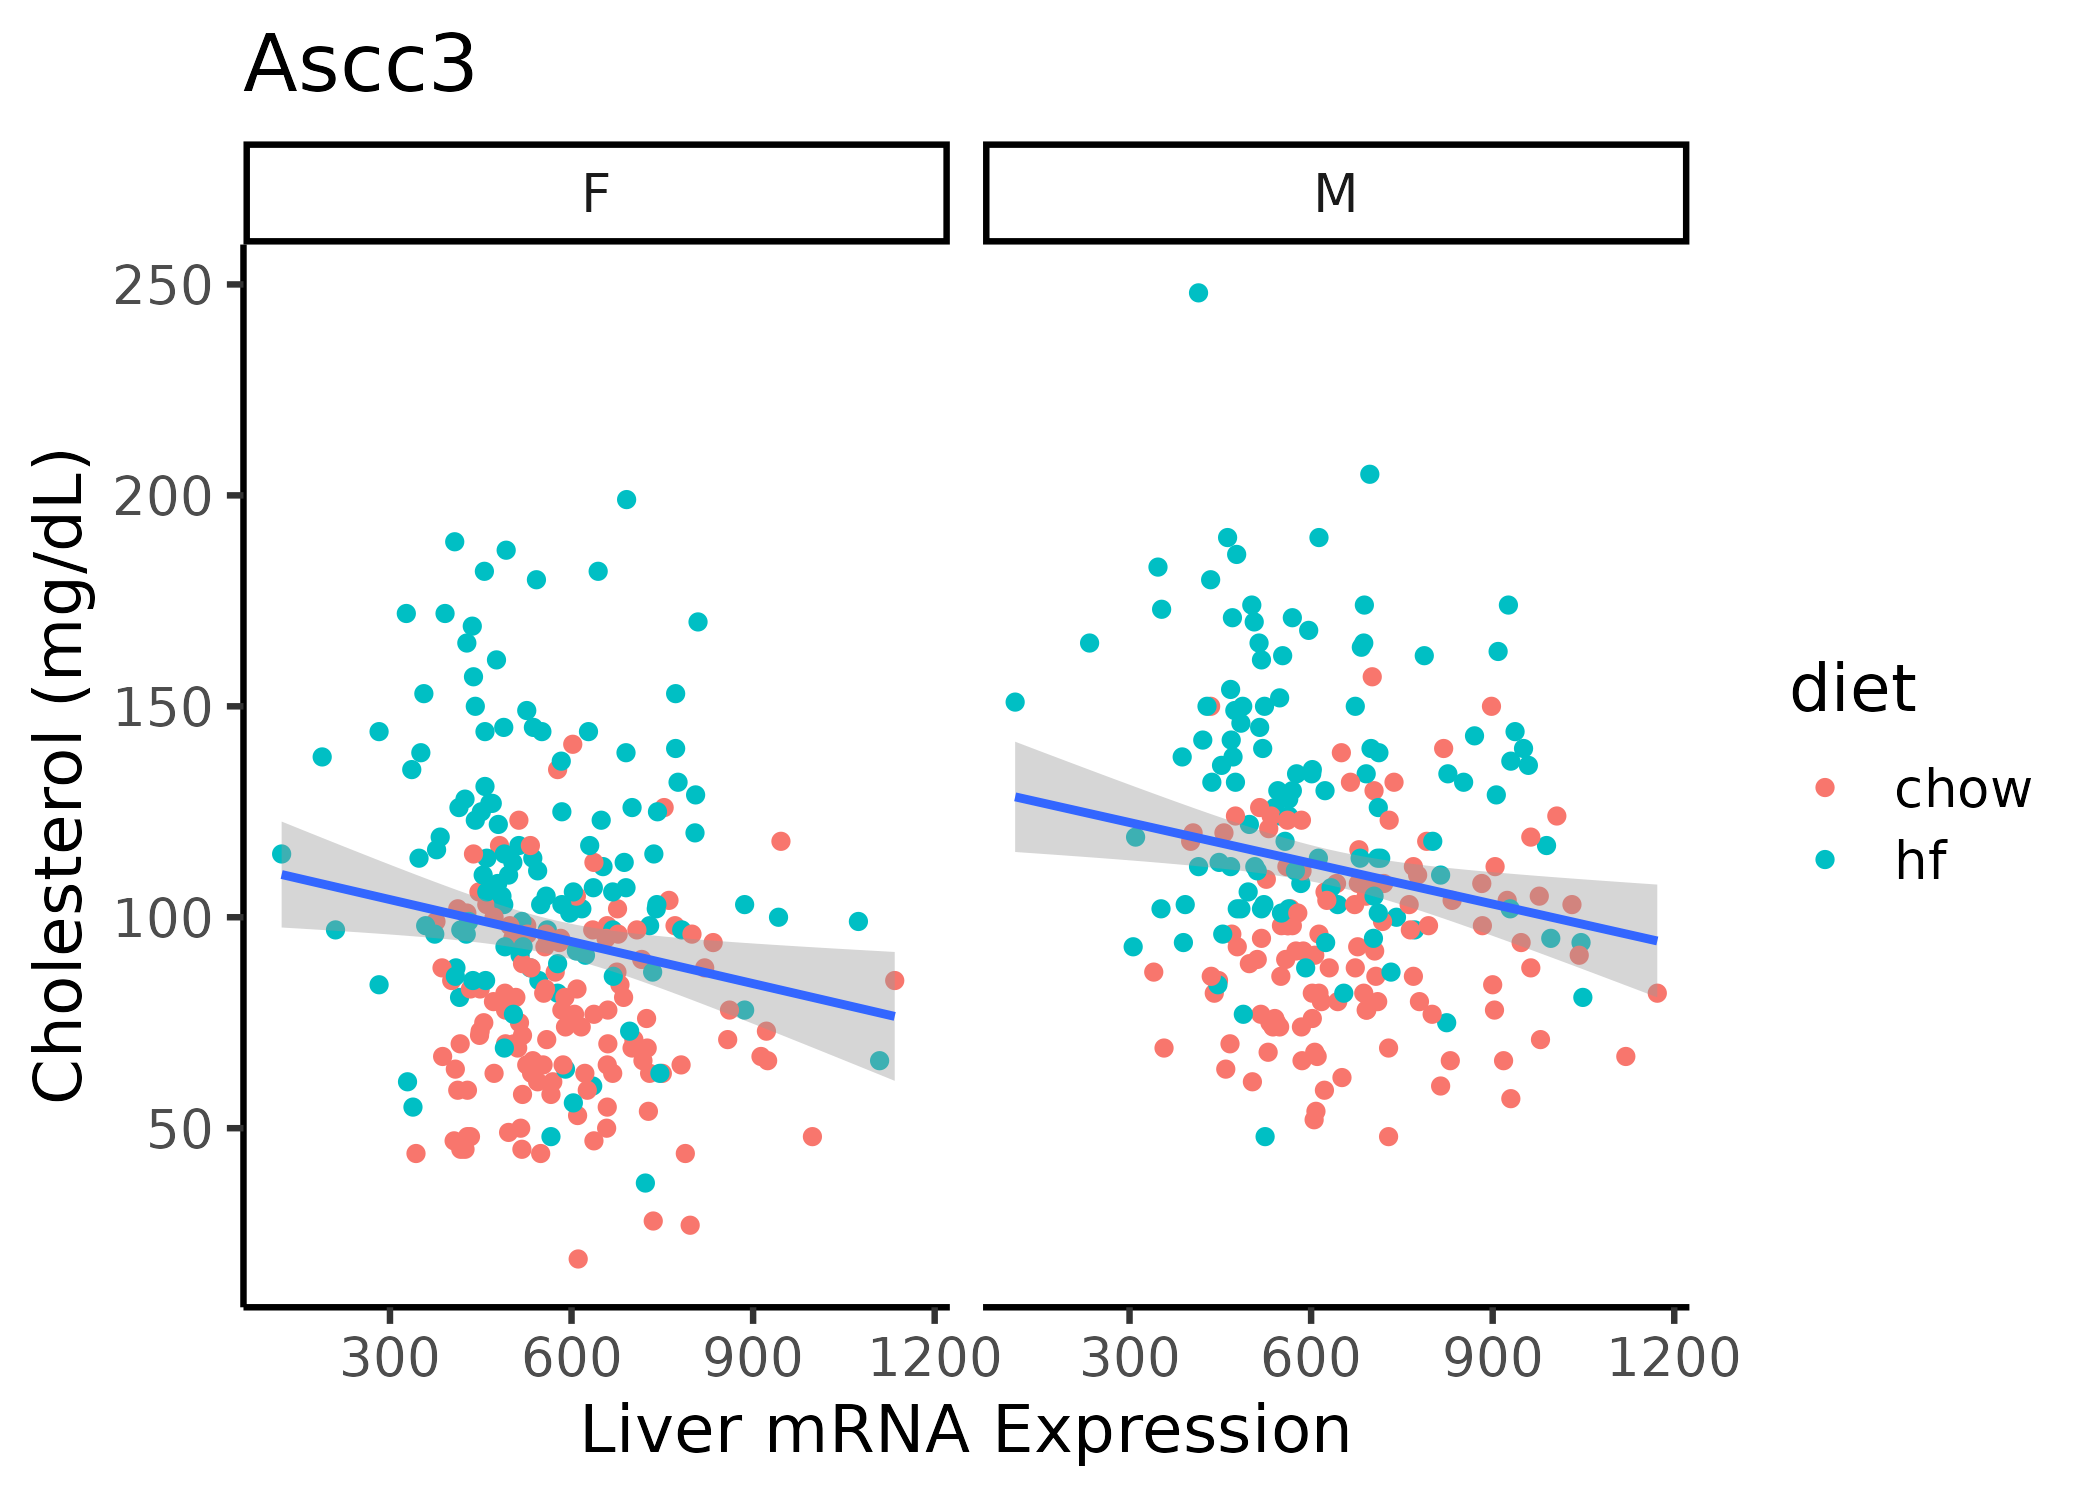 Ascc3
F M
250
200
150
100
50
Cholesterol (mg/dL)
300 600 900 1200 300 600 900 1200
Liver mRNA Expression
diet
chow
hf